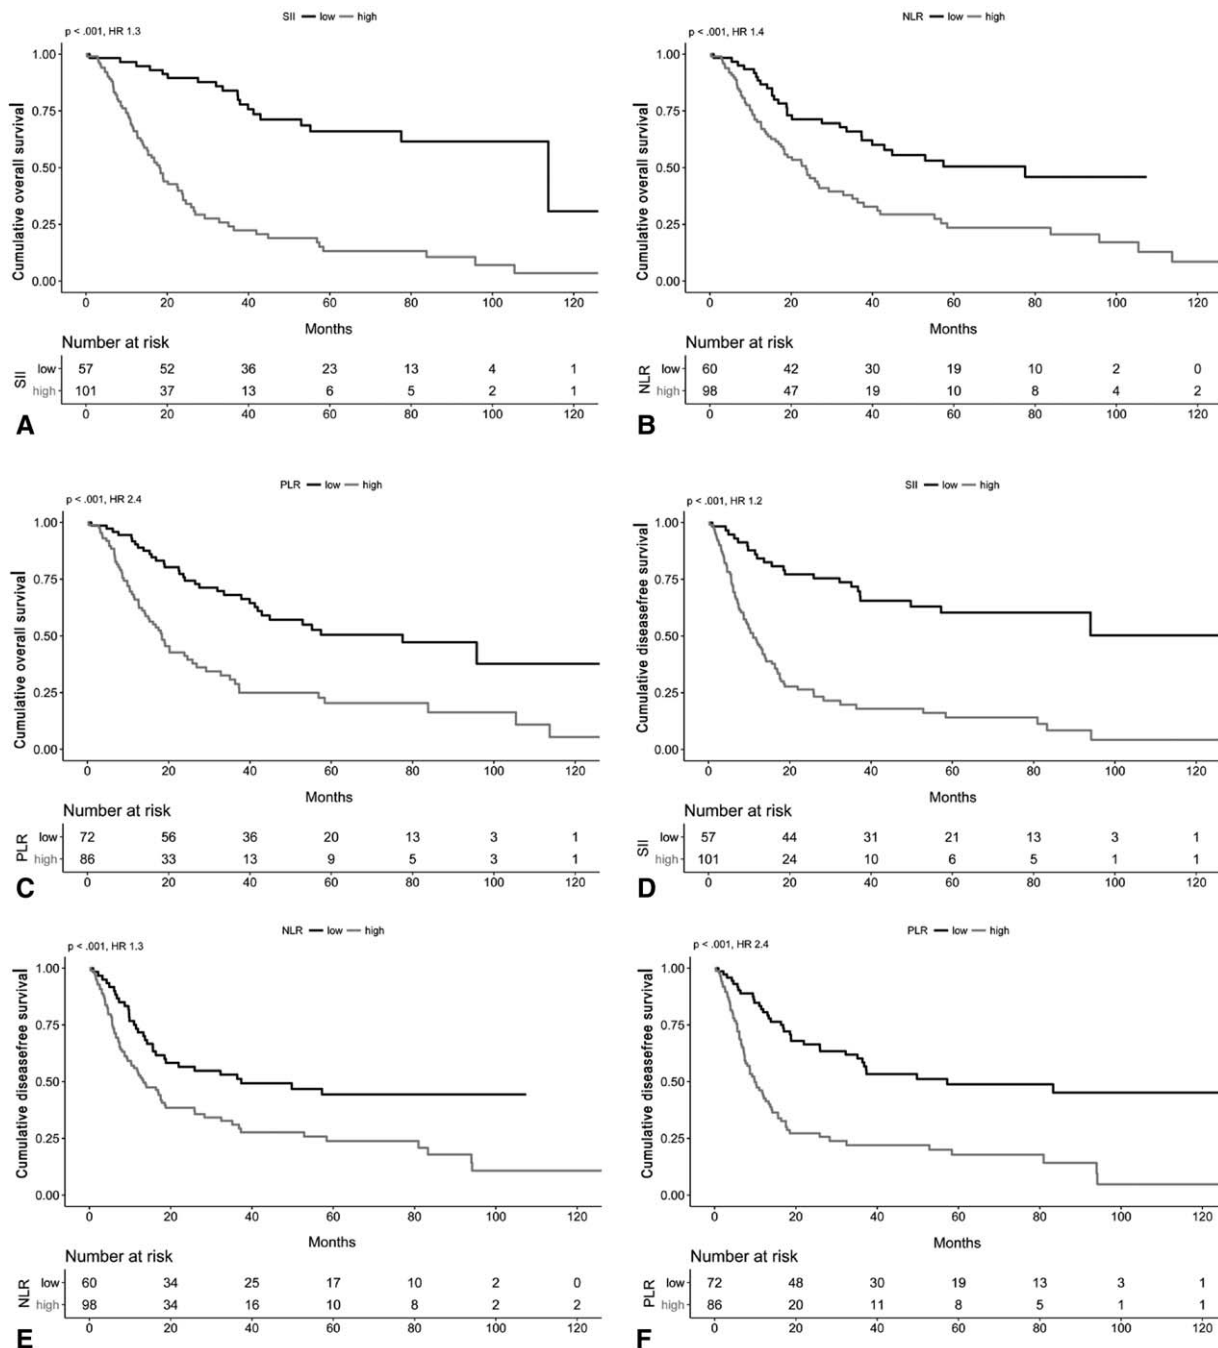 SII low high
p < .001, HR 1.3
Cumulative overall survival
1.00
0.75
0.50
0.25
0.00
0 20 40 60 80 100 120
Months
Number at risk
SII
low 57 52 36 23 13 4 1
high 101 37 13 6 5 2 1
0 20 40 60 80 100 120
A
NLR low high
p < .001, HR 1.4
Cumulative overall survival
1.00
0.75
0.50
0.25
0.00
0 20 40 60 80 100 120
Months
Number at risk
NLR
low 60 42 30 19 10 2 0
high 98 47 19 10 8 4 2
0 20 40 60 80 100 120
B
PLR low high
p < .001, HR 2.4
Cumulative overall survival
1.00
0.75
0.50
0.25
0.00
0 20 40 60 80 100 120
Months
Number at risk
PLR
low 72 56 36 20 13 3 1
high 86 33 13 9 5 3 1
0 20 40 60 80 100 120
C
SII low high
p < .001, HR 1.2
Cumulative diseasefree survival
1.00
0.75
0.50
0.25
0.00
0 20 40 60 80 100 120
Months
Number at risk
SII
low 57 44 31 21 13 3 1
high 101 24 10 6 5 1 1
0 20 40 60 80 100 120
D
NLR low high
p < .001, HR 1.3
Cumulative diseasefree survival
1.00
0.75
0.50
0.25
0.00
0 20 40 60 80 100 120
Months
Number at risk
NLR
low 60 34 25 17 10 2 0
high 98 34 16 10 8 2 2
0 20 40 60 80 100 120
E
PLR low high
p < .001, HR 2.4
Cumulative diseasefree survival
1.00
0.75
0.50
0.25
0.00
0 20 40 60 80 100 120
Months
Number at risk
PLR
low 72 48 30 19 13 3 1
high 86 20 11 8 5 1 1
0 20 40 60 80 100 120
F